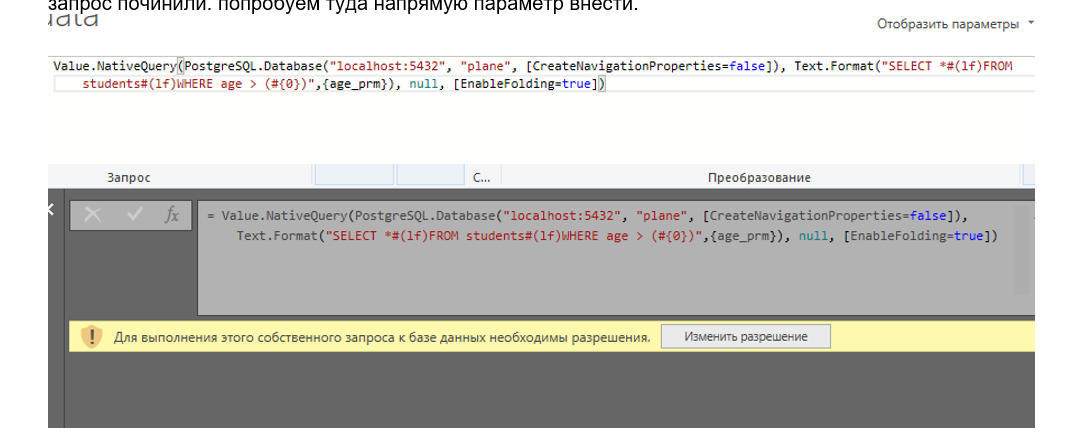 запрос починили. попробуем туда напрямую параметр внести.
data
Отобразить параметры
Value.NativeQuery(PostgreSQL.Database("localhost:5432", "plane", [CreateNavigationProperties=false]), Text.Format("SELECT *#(lf)FROM
students#(lf)WHERE age > (#{0})",{age_prm}), null, [EnableFolding=true])
Запрос
С...
Преобразование
fx
= Value.NativeQuery(PostgreSQL.Database("localhost:5432", "plane", [CreateNavigationProperties=false]),
Text.Format("SELECT *#(lf)FROM students#(lf)WHERE age > (#{0})",{age_prm}), null, [EnableFolding=true])
Для выполнения этого собственного запроса к базе данных необходимы разрешения.
Изменить разрешение